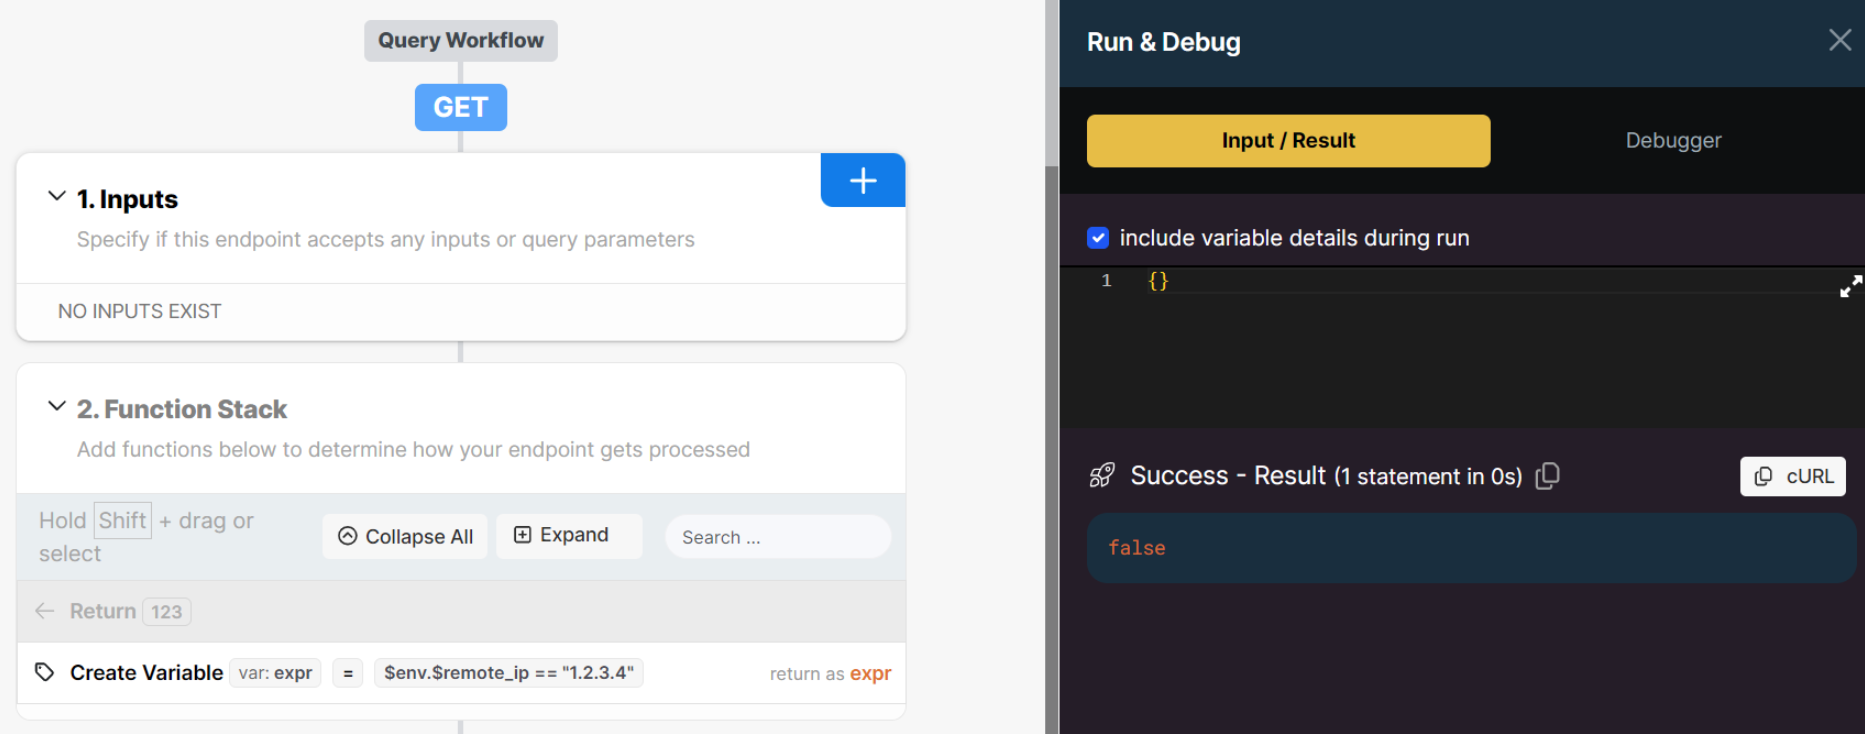 Query Workflow
GET
1. Inputs
Specify if this endpoint accepts any inputs or query parameters
NO INPUTS EXIST
2. Function Stack
Add functions below to determine how your endpoint gets processed
Hold Shift + drag or
select
Collapse All
Expand
Search ...
Return 123
Create Variable var: expr = $env.$remote_ip == "1.2.3.4" return as expr
Run & Debug
Input / Result
Debugger
include variable details during run
1 {}
Success - Result (1 statement in 0s)
cURL
false